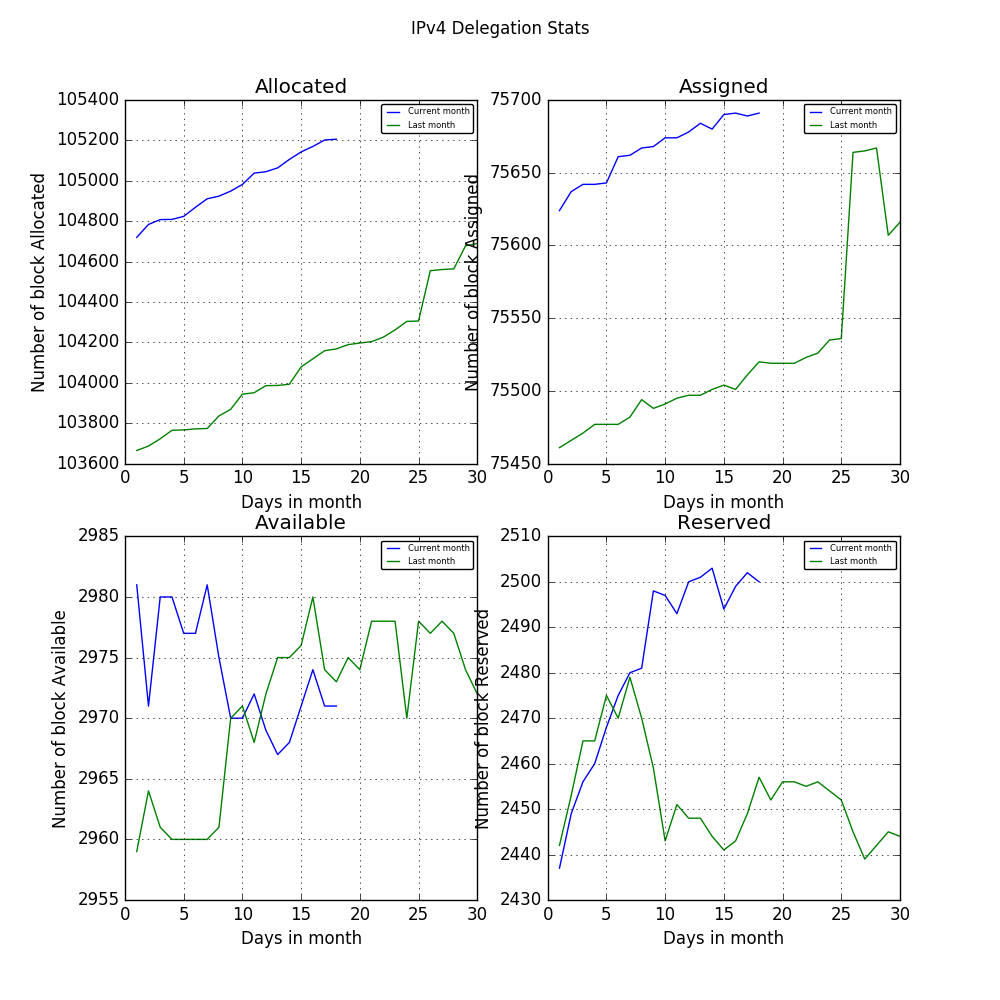 IPv4 Delegation Stats
Allocated
Number of block Allocated
105400
105200
105000
104800
104600
104400
104200
104000
103800
103600
Current month
Last month
0 5 10 15 20 25 30
Days in month
Assigned
Number of block Assigned
75700
75650
75600
75550
75500
75450
Current month
Last month
0 5 10 15 20 25 30
Days in month
Available
Number of block Available
2985
2980
2975
2970
2965
2960
2955
Current month
Last month
0 5 10 15 20 25 30
Days in month
Reserved
Number of block Reserved
2510
2500
2490
2480
2470
2460
2450
2440
2430
Current month
Last month
0 5 10 15 20 25 30
Days in month